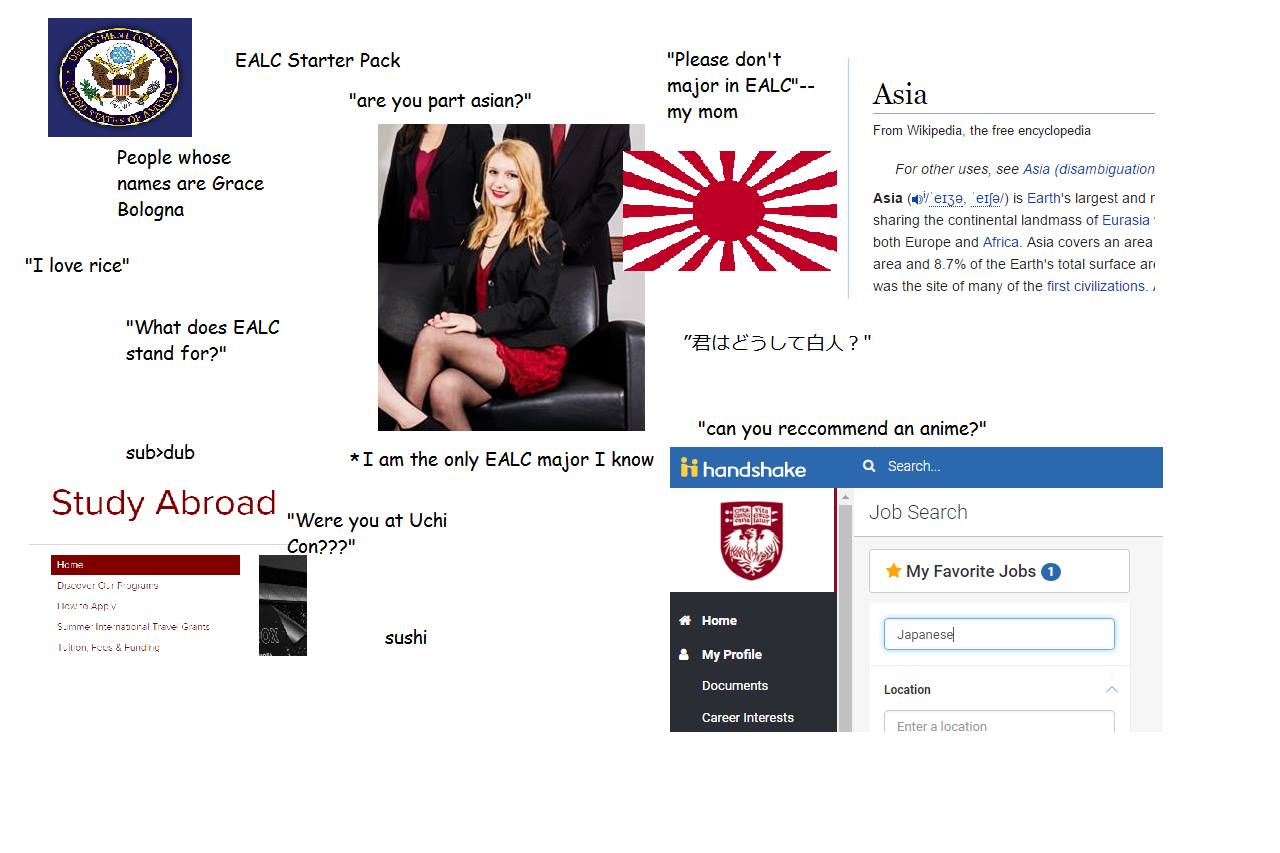 DEPARTMENT OF STATE
UNITED STATES OF AMERICA
EALC Starter Pack
"are you part asian?"
"Please don't
major in EALC"--
my mom
Asia
From Wikipedia, the free encyclopedia
For other uses, see Asia (disambiguation
Asia (i/ˈeɪʒə, ˈeɪʃə/) is Earth's largest and r
sharing the continental landmass of Eurasia
both Europe and Africa. Asia covers an area
area and 8.7% of the Earth's total surface are
was the site of many of the first civilizations.
People whose
names are Grace
Bologna
"I love rice"
"What does EALC
stand for?"
”君はどうして白人？"
"can you reccommend an anime?"
sub>dub
*I am the only EALC major I know
Study Abroad
Home
Discover Our Programs
How to Apply
Summer International Travel Grants
Tuition, Fees & Funding
"Were you at Uchi
Con???"
sushi
handshake
Search...
Job Search
My Favorite Jobs 1
Japanese
Location
Enter a location
Home
My Profile
Documents
Career Interests